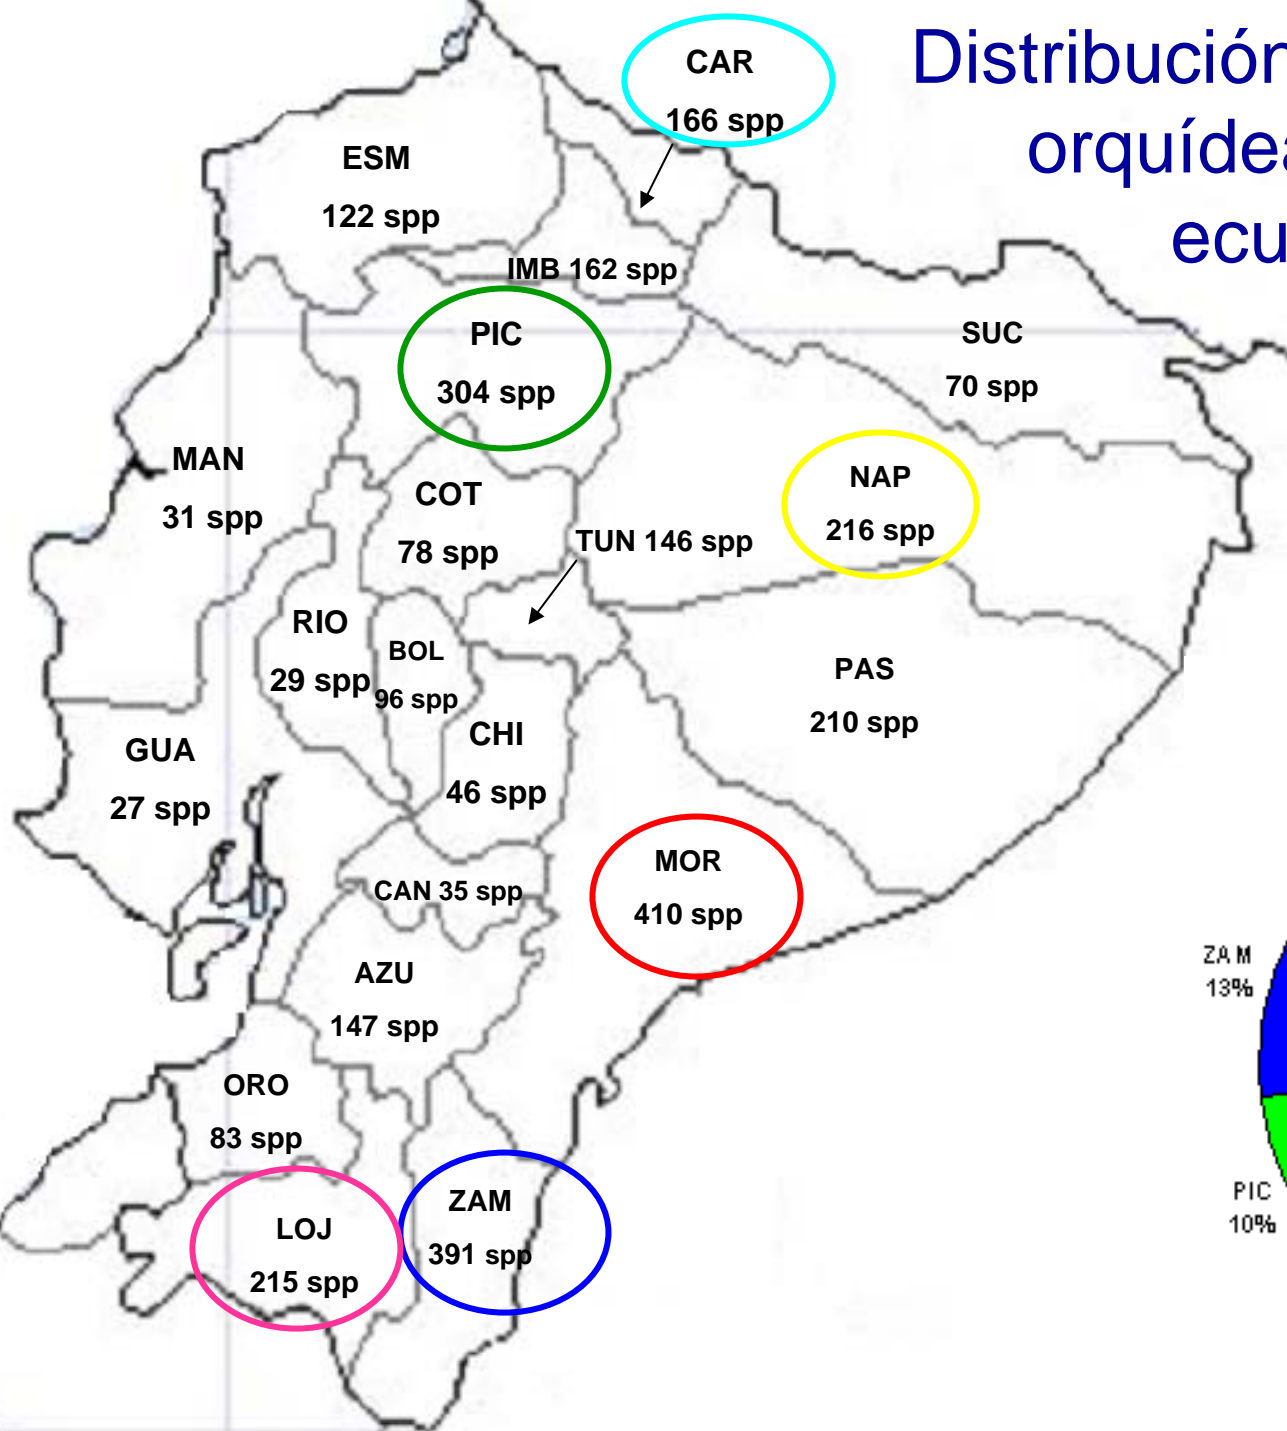 Distribución
orquídea
ecu
CAR
166 spp
ESM
122 spp
IMB 162 spp
PIC
304 spp
SUC
70 spp
MAN
31 spp
COT
78 spp
NAP
216 spp
TUN 146 spp
RIO
29 spp
BOL
96 spp
PAS
210 spp
CHI
46 spp
GUA
27 spp
MOR
410 spp
CAN 35 spp
AZU
147 spp
ORO
83 spp
LOJ
215 spp
ZAM
391 spp
ZAM
13%
PIC
10%